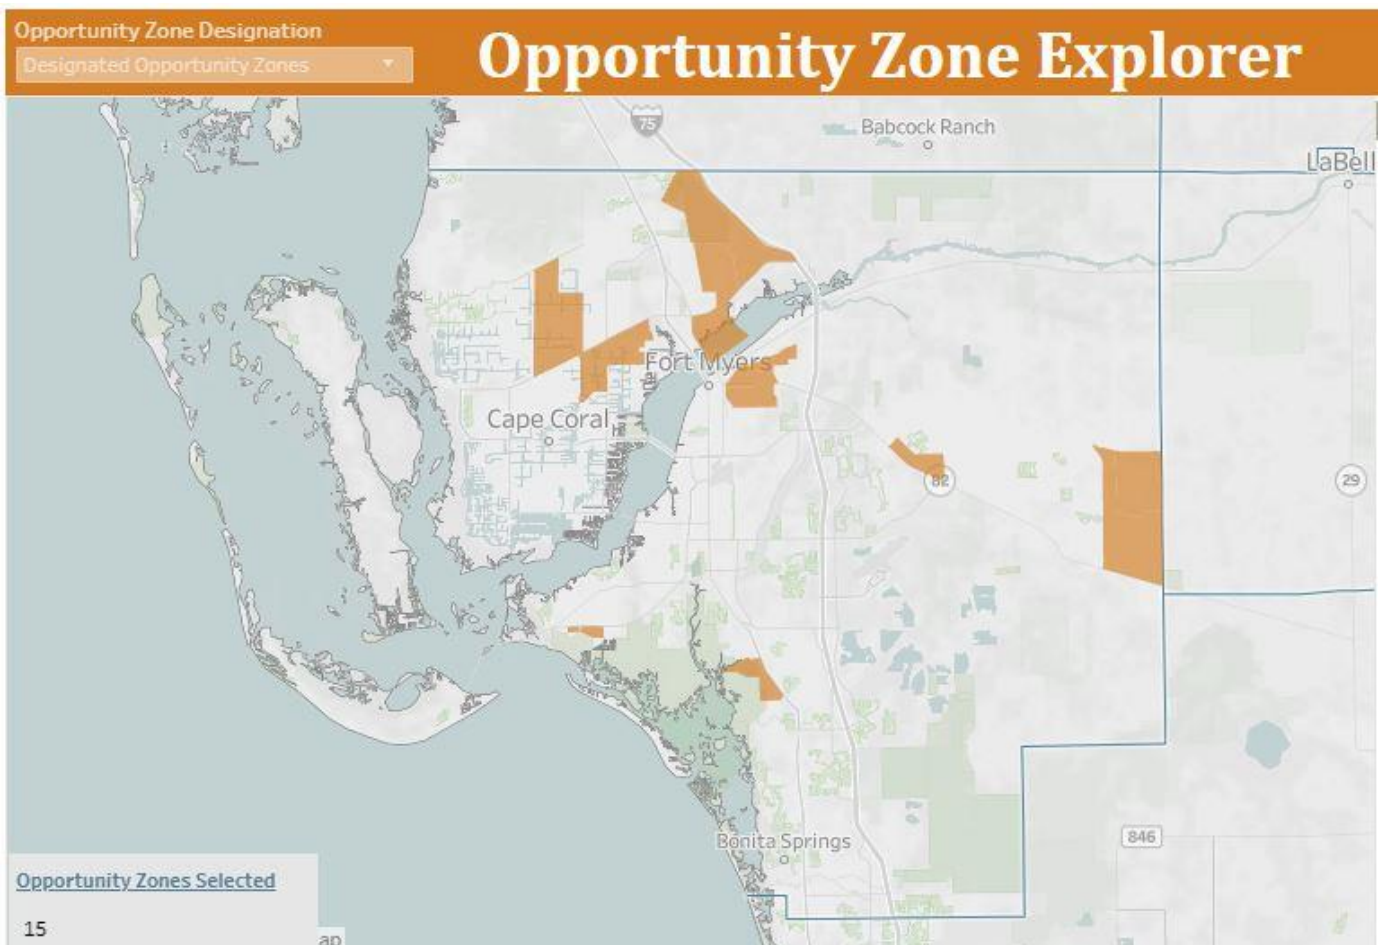 Opportunity Zone Designation
Designated Opportunity Zones
Opportunity Zone Explorer
75
Babcock Ranch
LaBell
Fort Myers
Cape Coral
82
29
Bonita Springs
846
Opportunity Zones Selected
15
ap